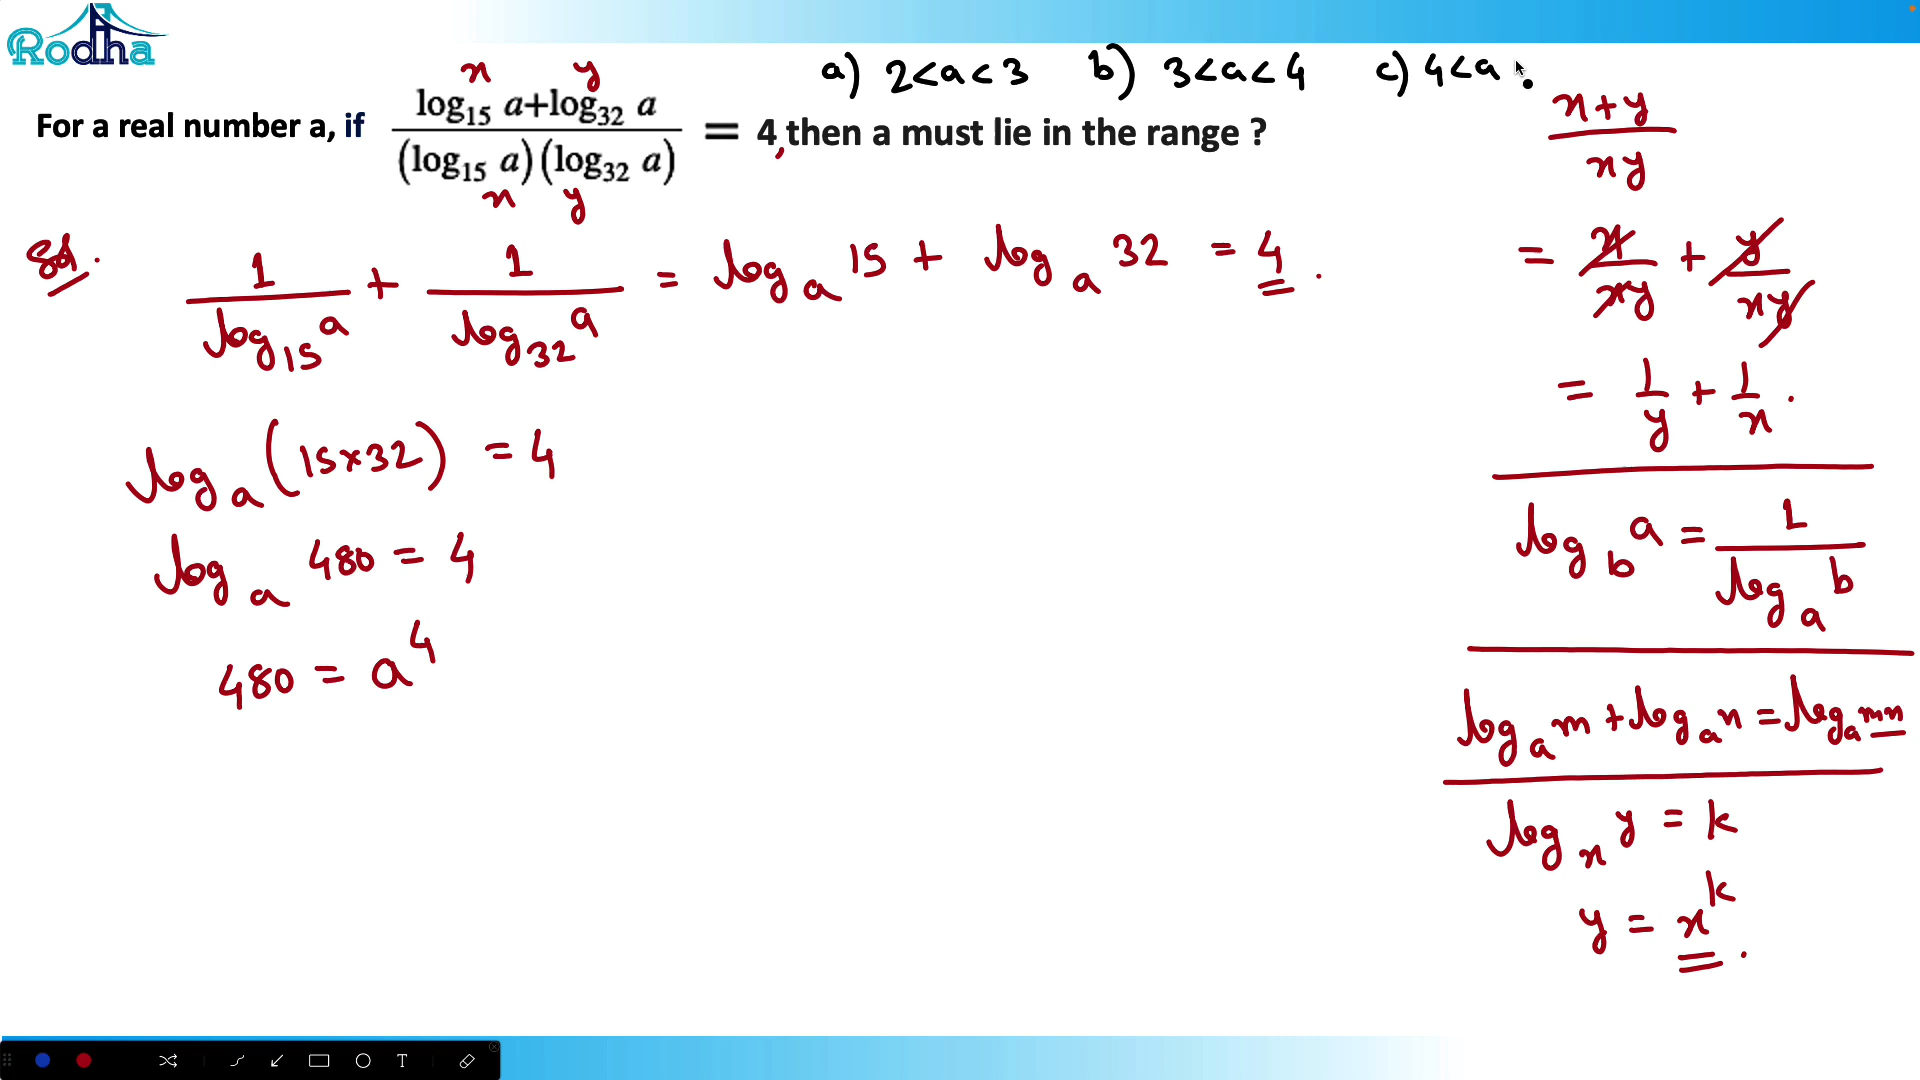 Rodha
a) 2<a<3 b) 3<a<4 c) 4<a
x y
For a real number a, if (log₁₅ a+log₃₂ a)/((log₁₅ a)(log₃₂ a)) = 4, then a must lie in the range ?
x y
Sol.
1/log₁₅a + 1/log₃₂a = logₐ15 + logₐ32 = 4.
logₐ(15×32) = 4
logₐ480 = 4
480 = a⁴
(x+y)/(xy)
= x/(xy) + y/(xy)
= 1/y + 1/x.
log_b a = 1/logₐb
logₐm + logₐn = logₐmn
logₓy = k
y = xᵏ.
T